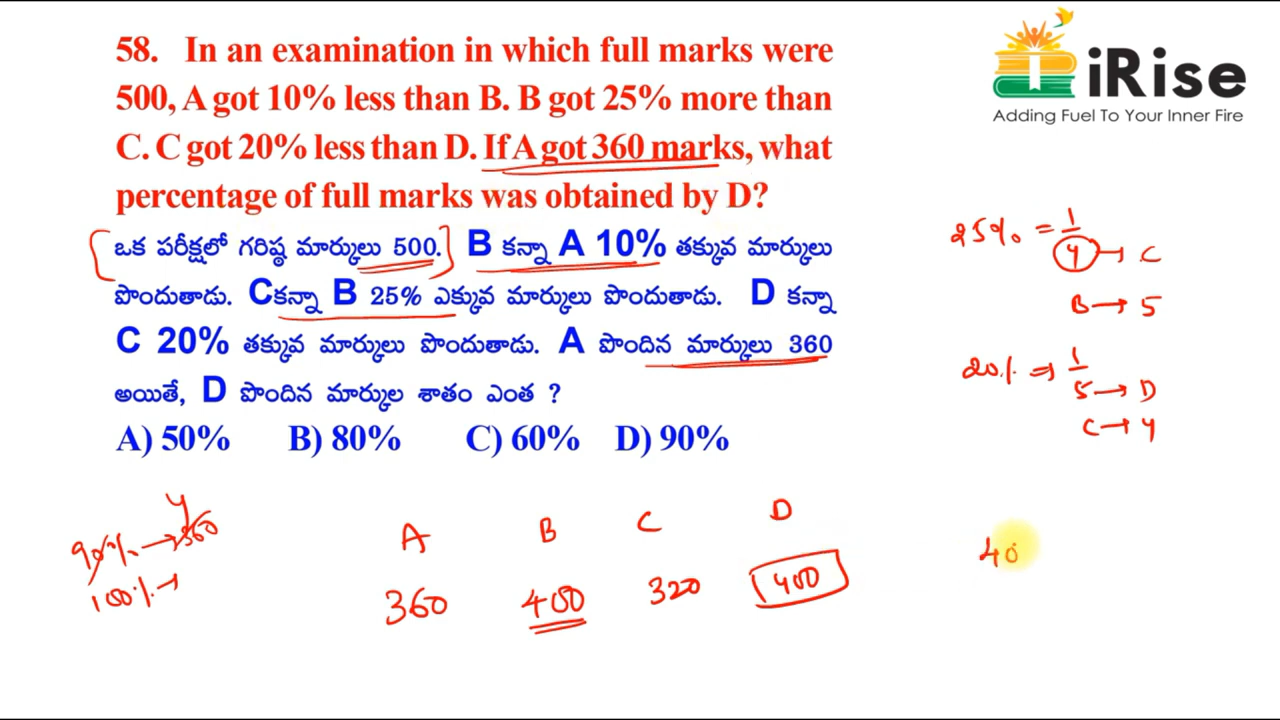 58. In an examination in which full marks were
500, A got 10% less than B. B got 25% more than
C. C got 20% less than D. If A got 360 marks, what
percentage of full marks was obtained by D?
ఒక పరీక్షలో గరిష్ఠ మార్కులు 500. B కన్నా A 10% తక్కువ మార్కులు
పొందుతాడు. Cకన్నా B 25% ఎక్కువ మార్కులు పొందుతాడు. D కన్నా
C 20% తక్కువ మార్కులు పొందుతాడు. A పొందిన మార్కులు 360
అయితే, D పొందిన మార్కుల శాతం ఎంత ?
A) 50% B) 80% C) 60% D) 90%
iRise
Adding Fuel To Your Inner Fire
25% = 1/4 → C
B → 5
20% ⇒ 1/5 → D
C → 4
4
90% → 360
100% →
A B C D
360 400 320 400
40